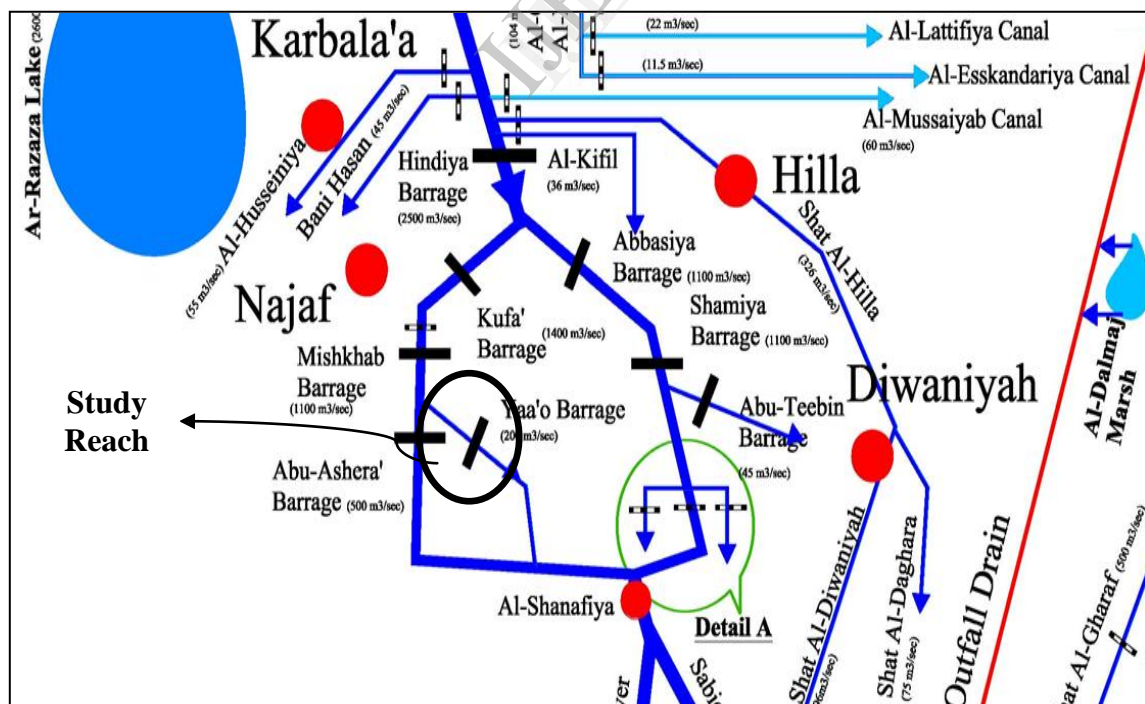 Ar-Razaza Lake (2600
Karbala'a
(104 m
(22 m3/sec)
Al-Lattifiya Canal
(11.5 m3/sec)
Al-Esskandariya Canal
Al-Mussaiyab Canal
(60 m3/sec)
(55 m3/sec) Al-Husseiniya
Bani Hasan (45 m3/sec)
Hindiya
Barrage
(2500 m3/sec)
Al-Kifil
(36 m3/sec)
Hilla
Shat Al-Hilla
(326 m3/sec)
Najaf
Abbasiya
Barrage (1100 m3/sec)
Kufa' (1400 m3/sec)
Barrage
Shamiya
Barrage (1100 m3/sec)
Mishkhab
Barrage
(1100 m3/sec)
Diwaniyah
Al-Dalmaj
Marsh
Study
Reach
Yaa'o Barrage
(200 m3/sec)
Abu-Teebin
Barrage
(45 m3/sec)
Abu-Ashera'
Barrage (500 m3/sec)
Al-Shanafiya
Detail A
Shat Al-Diwaniyah
Shat Al-Daghara
(75 m3/sec)
Outfall Drain
Al-Gharaf (500 m3/sec)